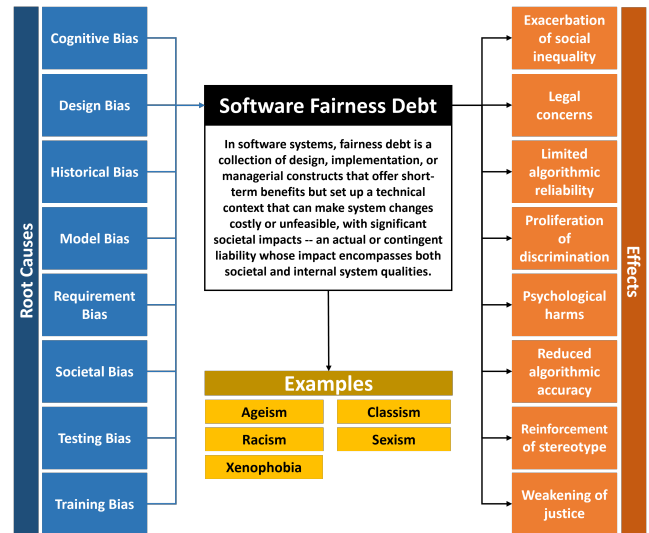 Root Causes
Cognitive Bias
Design Bias
Historical Bias
Model Bias
Requirement
Bias
Societal Bias
Testing Bias
Training Bias
Software Fairness Debt
In software systems, fairness debt is a
collection of design, implementation, or
managerial constructs that offer short-
term benefits but set up a technical
context that can make system changes
costly or unfeasible, with significant
societal impacts -- an actual or contingent
liability whose impact encompasses both
societal and internal system qualities.
Examples
Ageism
Classism
Racism
Sexism
Xenophobia
Exacerbation
of social
inequality
Legal
concerns
Limited
algorithmic
reliability
Proliferation
of
discrimination
Psychological
harms
Reduced
algorithmic
accuracy
Reinforcement
of stereotype
Weakening of
justice
Effects